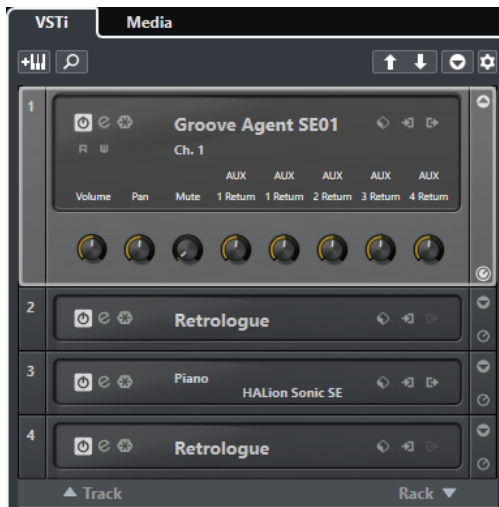 VSTi Media
1
e
Groove Agent SE01
R W
Ch. 1
AUX AUX AUX AUX AUX
Volume Pan Mute 1 Return 1 Return 2 Return 3 Return 4 Return
2
e
Retrologue
3
e
Piano
HALion Sonic SE
4
e
Retrologue
Track Rack